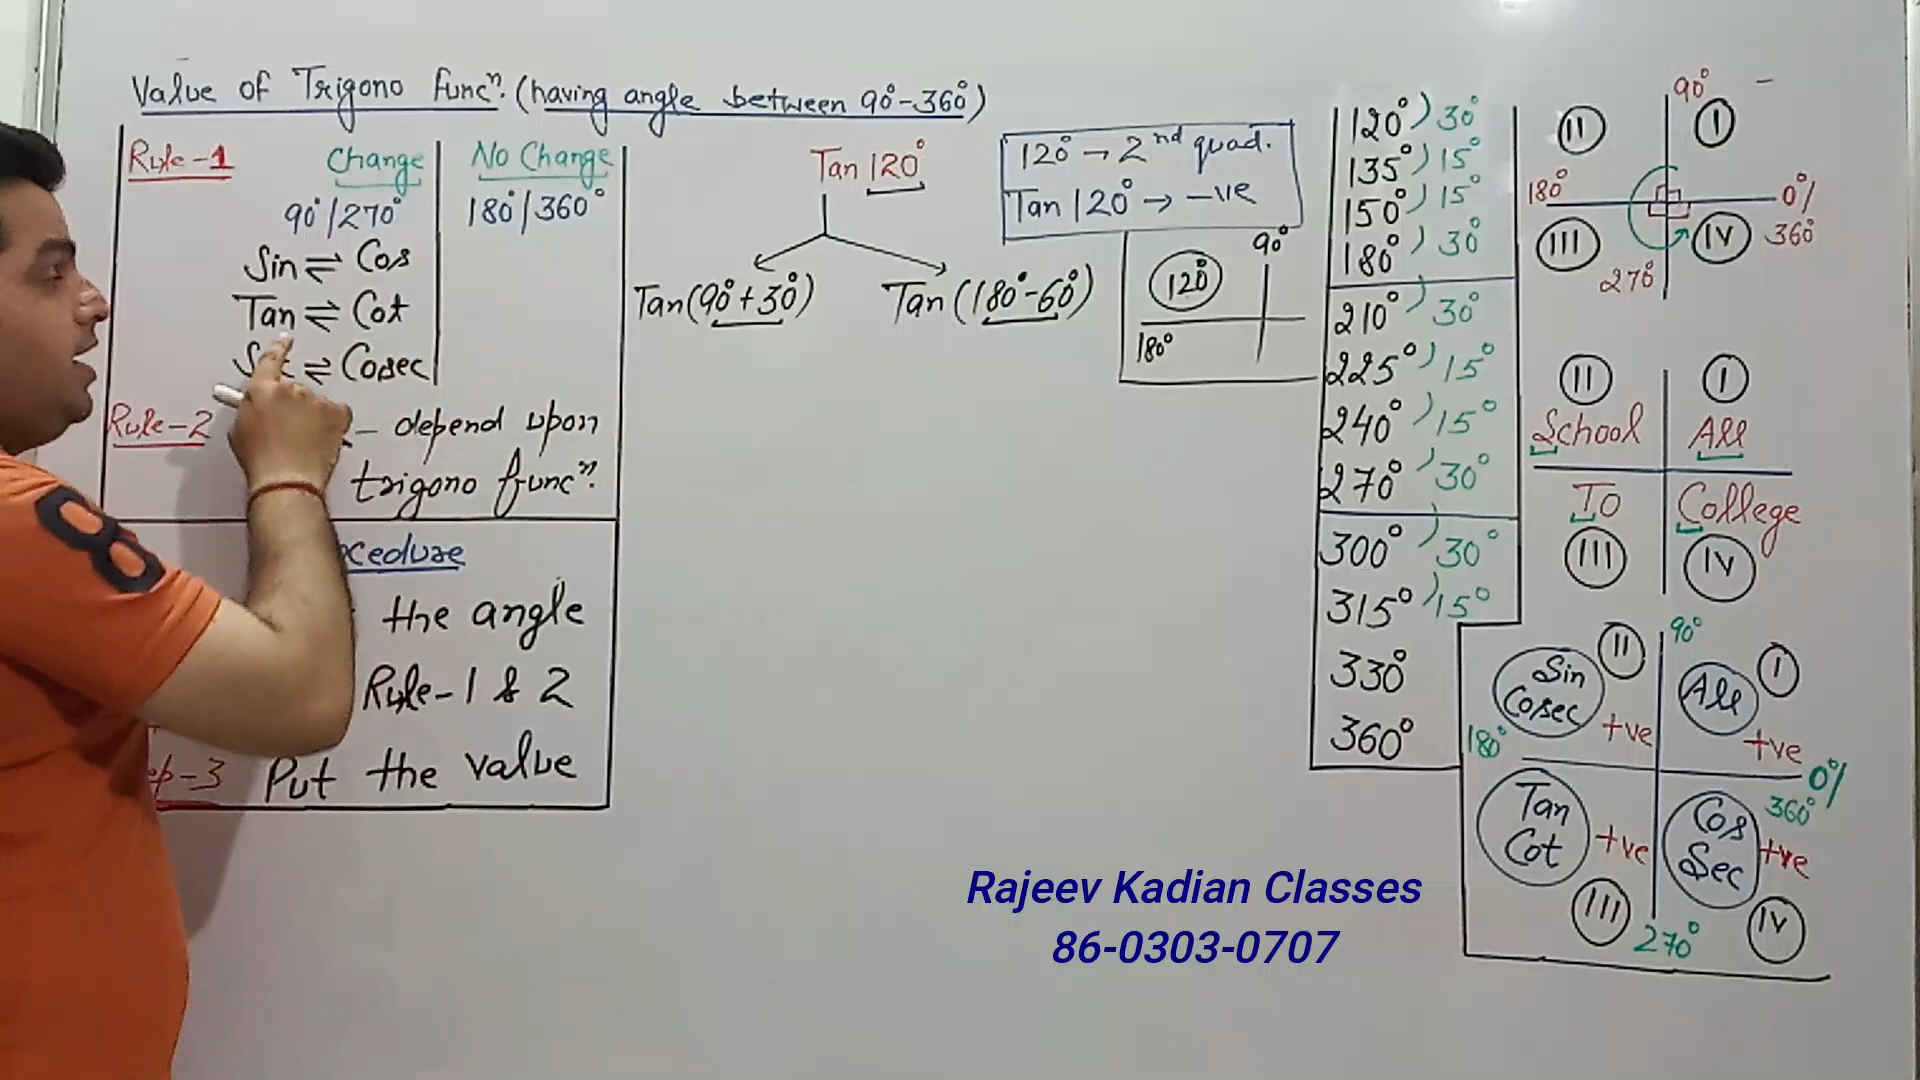 Value of Trigono Funcⁿ. (having angle between 90°-360°)
Rule-1
Change
No Change
90°/270°
180°/360°
Sin ⇌ Cos
Tan ⇌ Cot
⇌ Cosec
Rule-2
- depend upon
trigono funcⁿ.
the angle
Rule-1 & 2
Put the value
Tan 120°
Tan(90°+30°)
Tan(180°-60°)
120° → 2nd quad.
Tan 120° → -ve
90°
120°
180°
120° ) 30°
135° ) 15°
150° ) 15°
180° ) 30°
210° ) 30°
225° ) 15°
240° ) 15°
270° ) 30°
300° ) 30°
315° ) 15°
330°
360°
90°
II
I
180°
0°/
360°
III
IV
270°
II
I
School
All
To
College
III
IV
90°
II
I
Sin
Cosec
+ve
All
+ve
180°
0°/
360°
Tan
Cot
+ve
Cos
Sec
+ve
III
270°
IV
8
Rajeev Kadian Classes
86-0303-0707